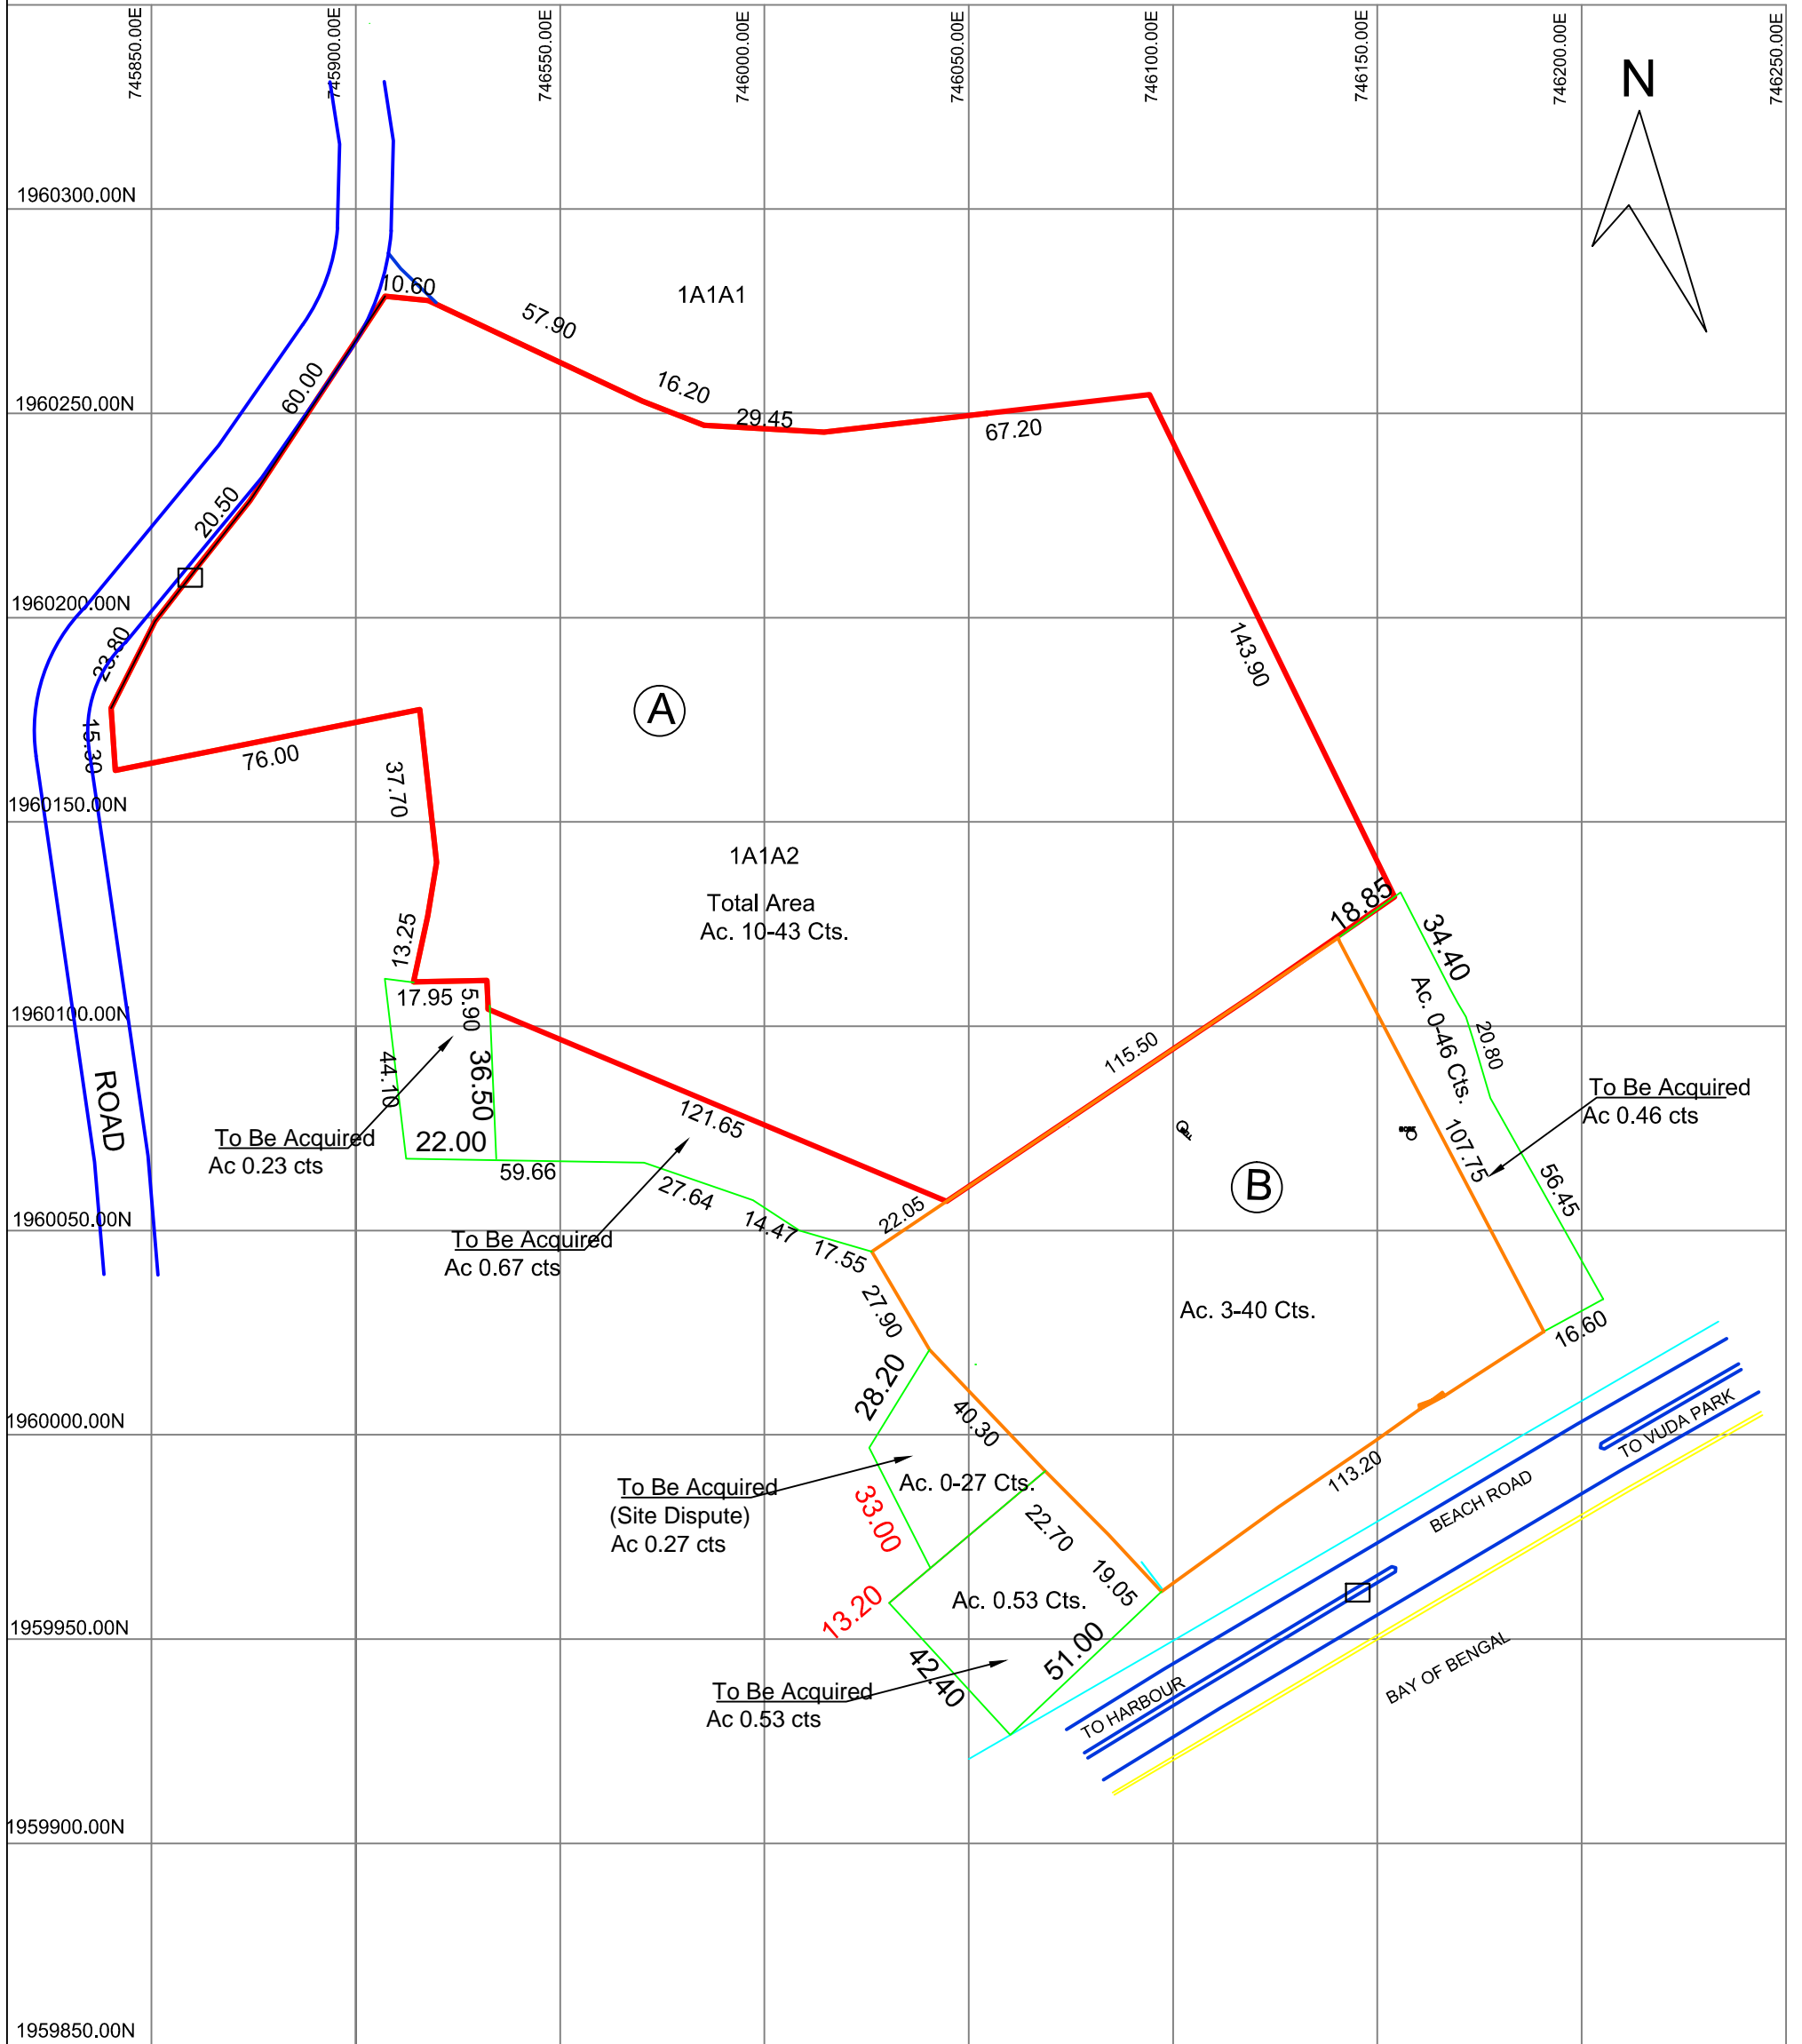 745850.00E
745900.00E
746550.00E
746000.00E
746050.00E
746100.00E
746150.00E
746200.00E
746250.00E
N
1960300.00N
10.60
57.90
1A1A1
16.20
29.45
67.20
1960250.00N
60.00
20.50
1960200.00N
23.80
143.90
A
15.30
76.00
37.70
1960150.00N
1A1A2
Total Area
Ac. 10-43 Cts.
18.85
13.25
34.40
17.95
5.90
Ac. 0-46 Cts.
1960100.00N
20.80
115.50
44.10
36.50
ROAD
121.65
To Be Acquired
Ac 0.46 cts
107.75
To Be Acquired
Ac 0.23 cts
22.00
59.66
27.64
B
56.45
22.05
1960050.00N
14.47
17.55
To Be Acquired
Ac 0.67 cts
27.90
Ac. 3-40 Cts.
16.60
28.20
40.30
1960000.00N
TO VUDA PARK
113.20
To Be Acquired
(Site Dispute)
Ac 0.27 cts
Ac. 0-27 Cts.
33.00
22.70
BEACH ROAD
19.05
13.20
Ac. 0.53 Cts.
1959950.00N
51.00
42.40
BAY OF BENGAL
To Be Acquired
Ac 0.53 cts
TO HARBOUR
1959900.00N
1959850.00N